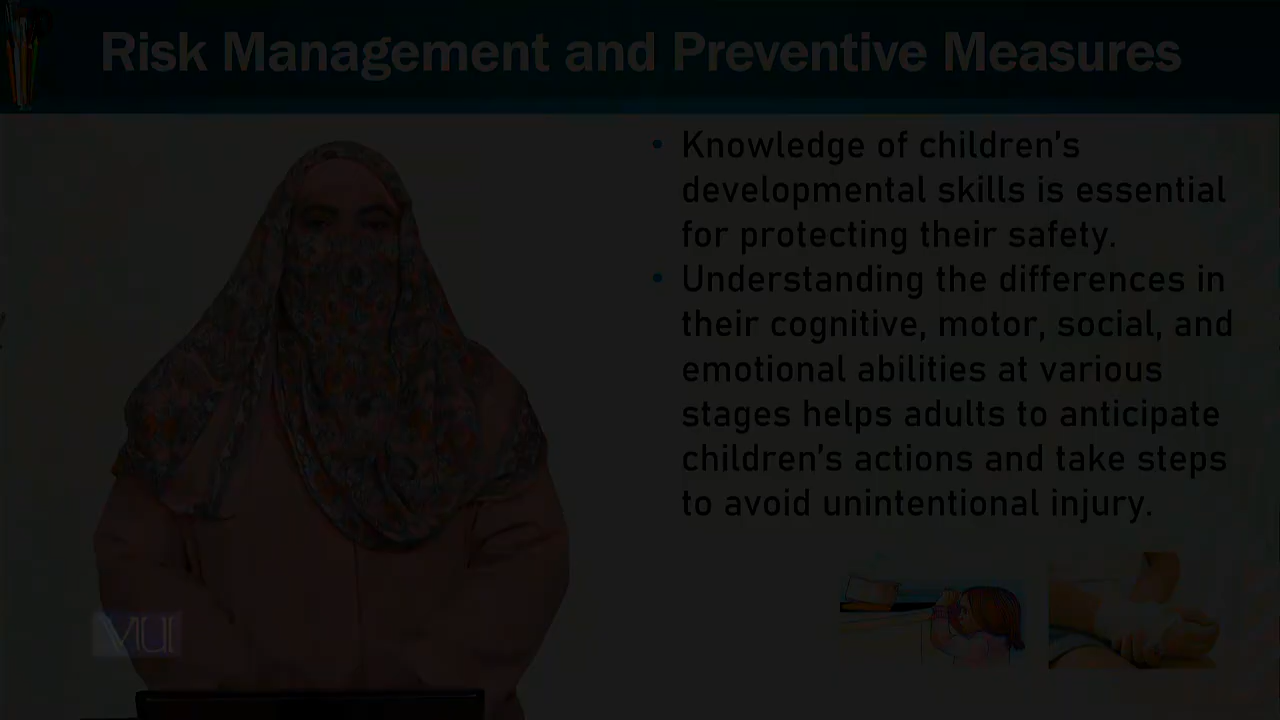 Risk Management and Preventive Measures
• Knowledge of children's
developmental skills is essential
for protecting their safety.
• Understanding the differences in
their cognitive, motor, social, and
emotional abilities at various
stages helps adults to anticipate
children's actions and take steps
to avoid unintentional injury.